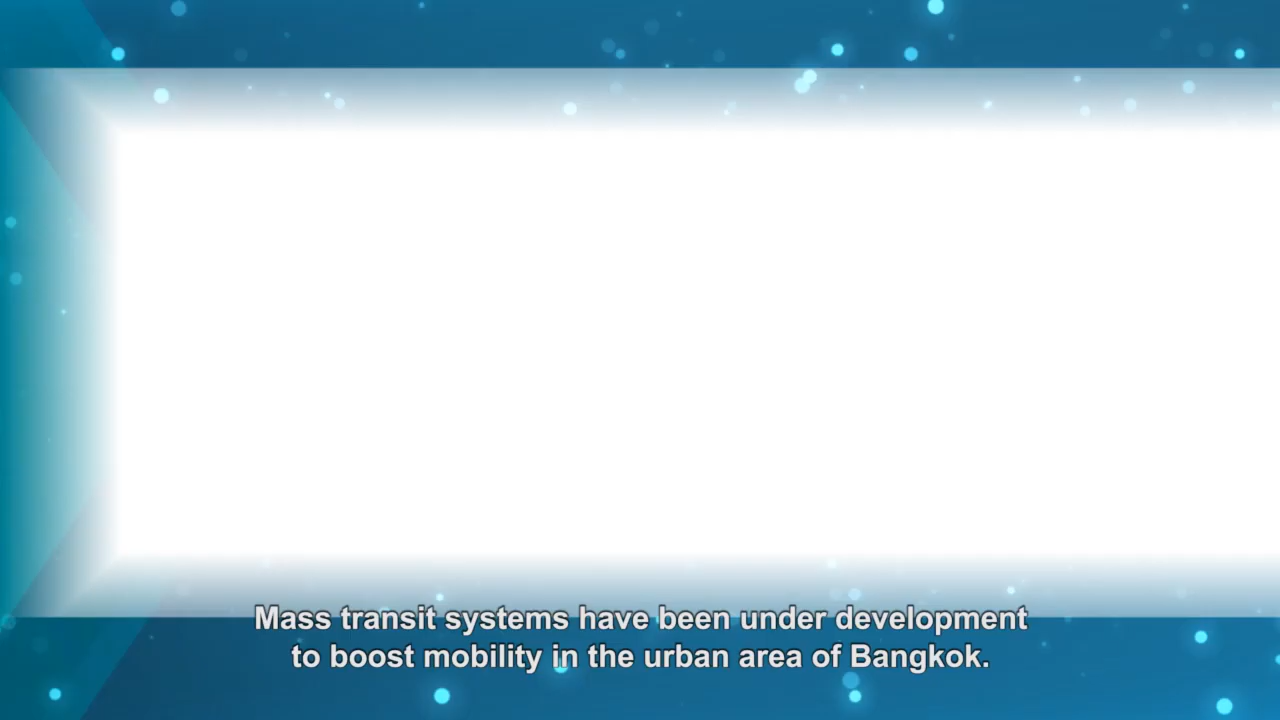 Mass transit systems have been under development
to boost mobility in the urban area of Bangkok.